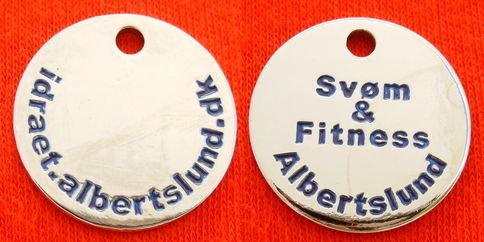 idraet.albertslund.dk
Svøm
&
Fitness
Albertslund